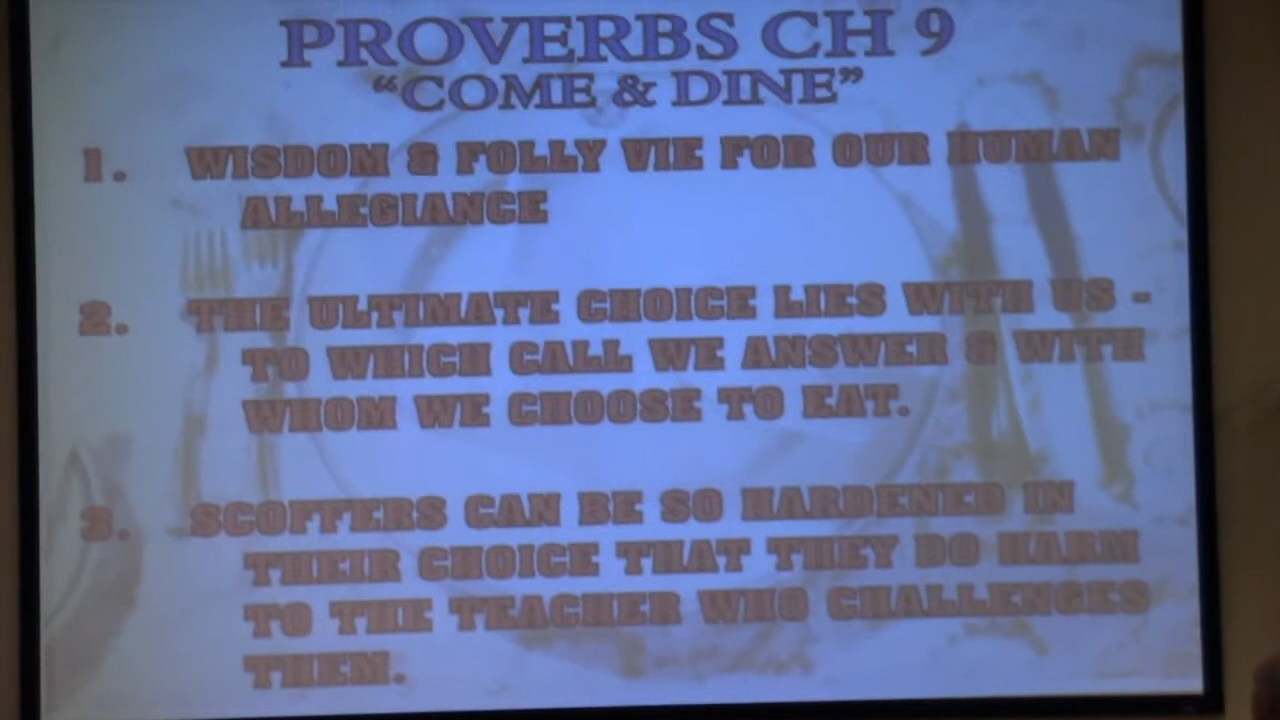 PROVERBS CH 9
“COME & DINE”
1. WISDOM & FOLLY VIE FOR OUR HUMAN
ALLEGIANCE
2. THE ULTIMATE CHOICE LIES WITH US -
TO WHICH CALL WE ANSWER & WITH
WHOM WE CHOOSE TO EAT.
3. SCOFFERS CAN BE SO HARDENED IN
THEIR CHOICE THAT THEY DO HARM
TO THE TEACHER WHO CHALLENGES
THEM.